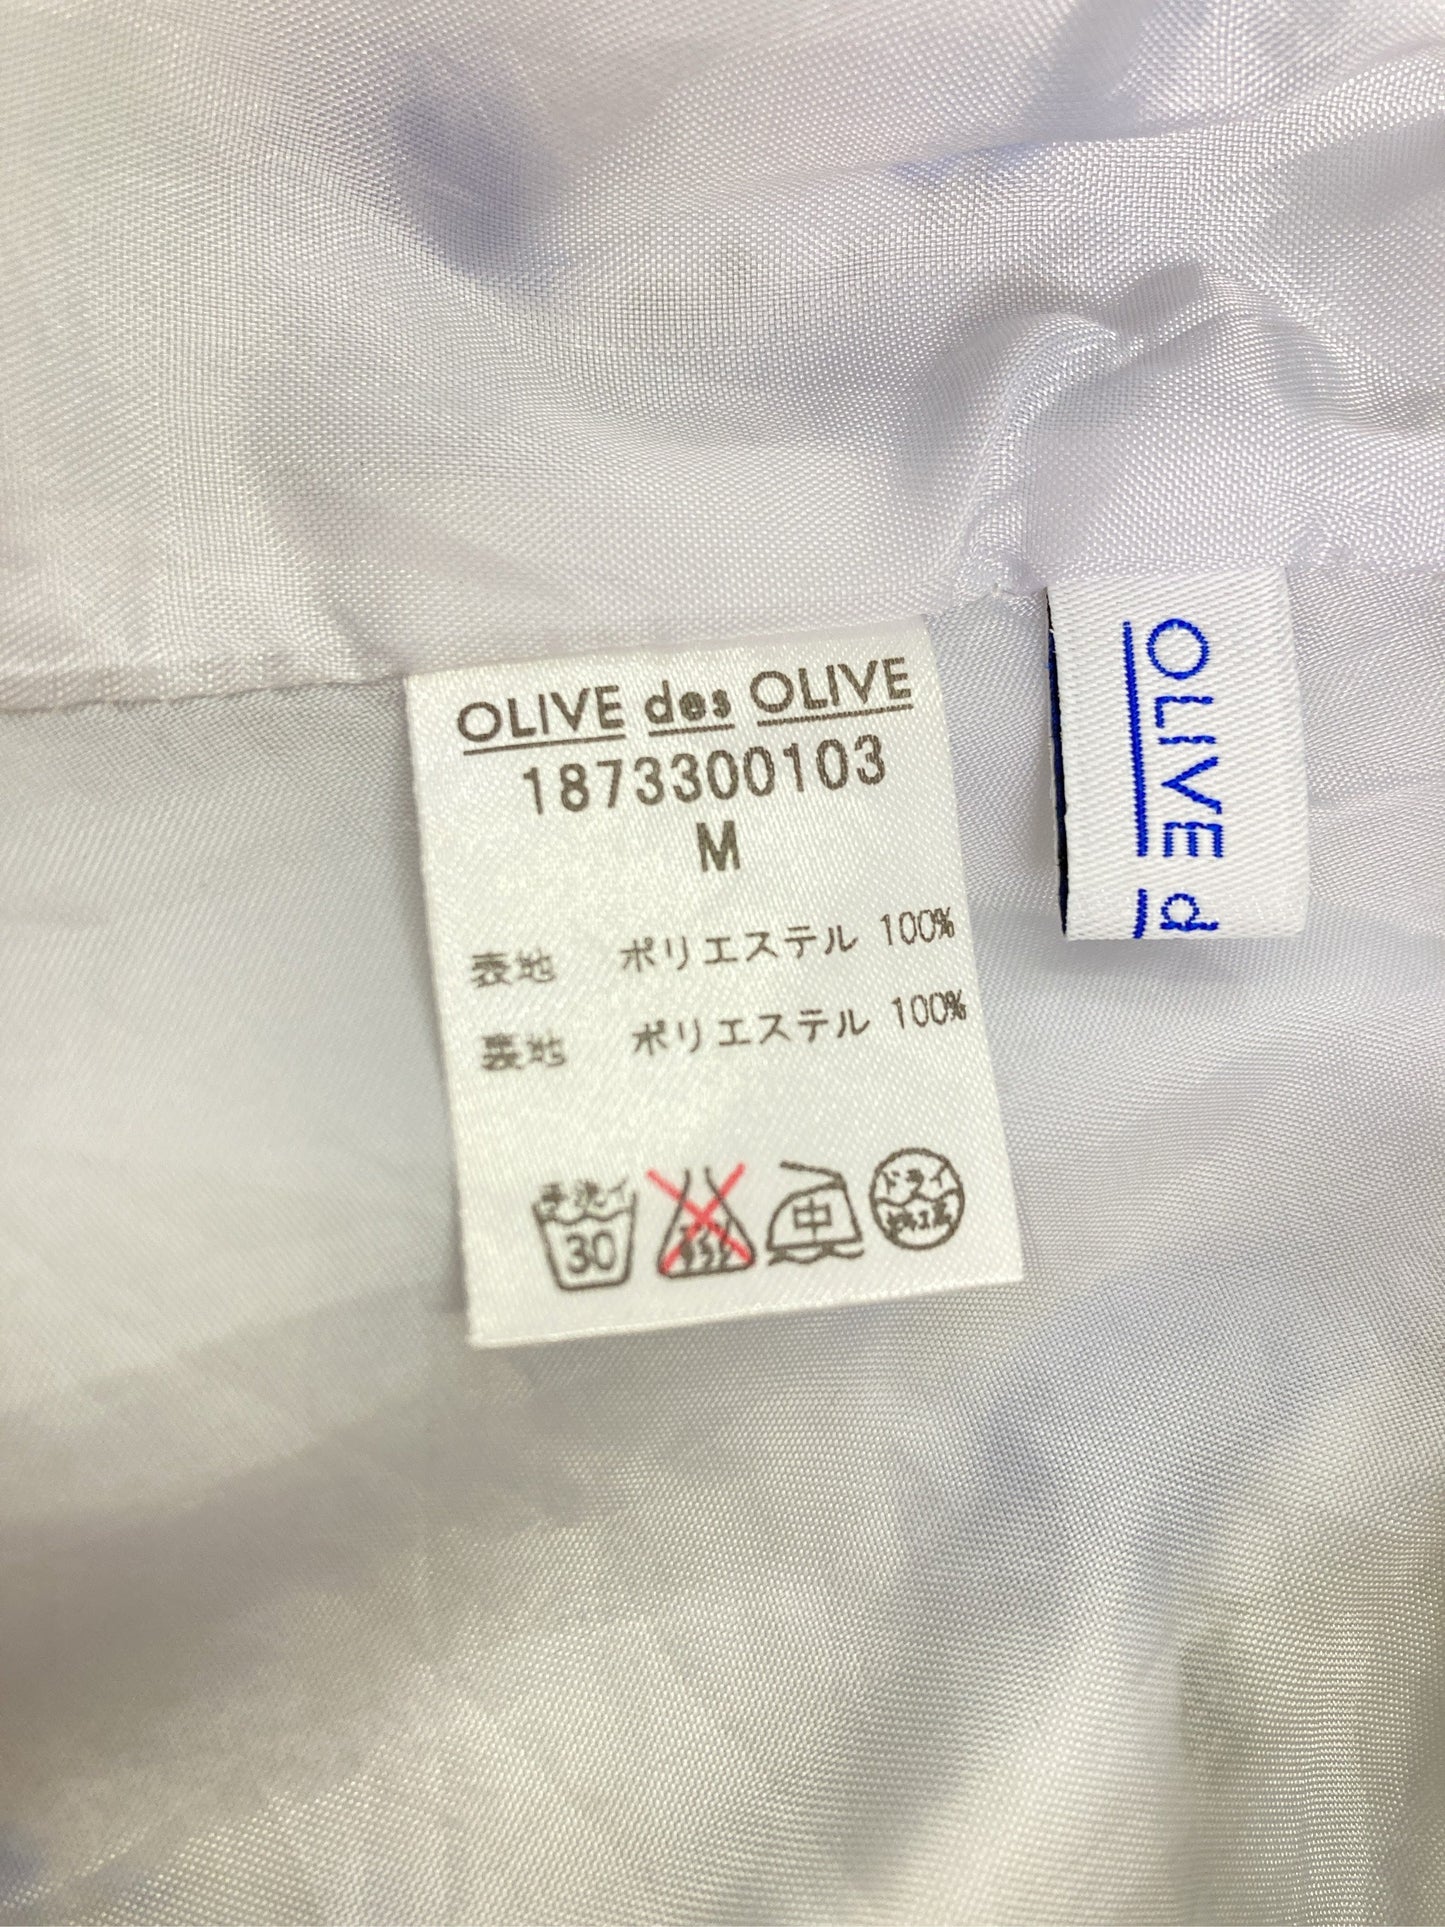 OLIVE des OLIVE
1873300103
M
表地 ポリエステル 100%
裏地 ポリエステル 100%
手洗イ
30
中
ドライ
OLIVE d